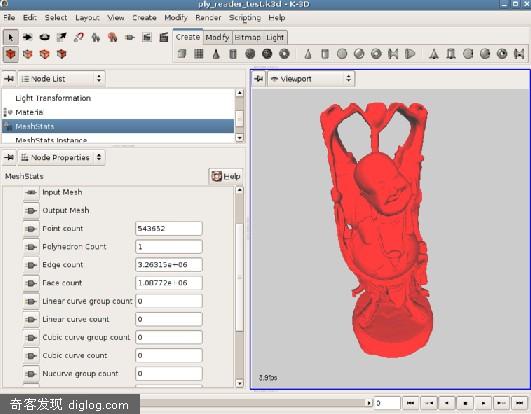 ply_reader_test.k3d - K-3D
File Edit Select Layout View Create Modify Render Scripting Help
Create Modify Bitmap Light
Node List
Viewport
Light Transformation
Material
MeshStats
MeshStats Instance
Node Properties
MeshStats Help
Input Mesh
Output Mesh
Point count 543652
Polyhedron Count 1
Edge count 3.26315e+06
Face count 1.08772e+06
Linear curve group count 0
Linear curve count 0
Cubic curve group count 0
Cubic curve count 0
Nucurve group count 0
3.9fps
0
奇客发现 diglog.com